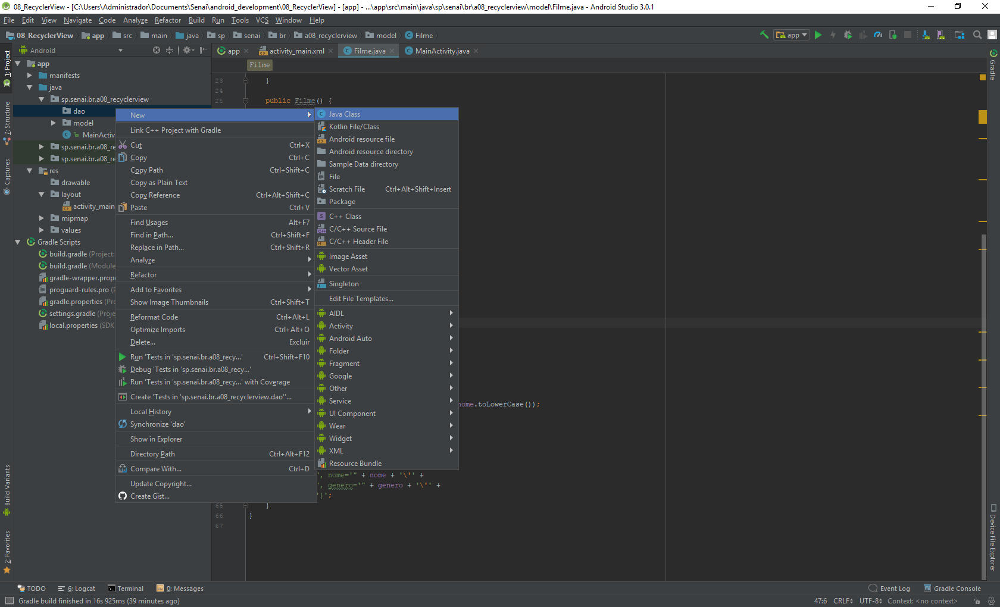 08_RecyclerView - [C:\Users\Administrador\Documents\Senai\android_development\08_RecyclerView] - [app] - ...\app\src\main\java\sp\senai\br\a08_recyclerview\model\Filme.java - Android Studio 3.0.1
File Edit View Navigate Code Analyze Refactor Build Run Tools VCS Window Help
08_RecyclerView app src main java sp senai br a08_recyclerview model Filme
app
Android
app activity_main.xml Filme.java MainActivity.java
Filme
1: Project
7: Structure
Captures
Build Variants
2: Favorites
app
manifests
java
sp.senai.br.a08_recyclerview
dao
model
MainActiv
sp.senai.br.a08_re
sp.senai.br.a08_re
res
drawable
layout
activity_main
mipmap
values
Gradle Scripts
build.gradle (Project:
build.gradle (Module
gradle-wrapper.prope
proguard-rules.pro (P
gradle.properties (Pro
settings.gradle (Proje
local.properties (SDK
New
Link C++ Project with Gradle
Cut Ctrl+X
Copy Ctrl+C
Copy Path Ctrl+Shift+C
Copy as Plain Text
Copy Reference Ctrl+Alt+Shift+C
Paste Ctrl+V
Find Usages Alt+F7
Find in Path... Ctrl+Shift+F
Replace in Path... Ctrl+Shift+R
Analyze
Refactor
Add to Favorites
Show Image Thumbnails Ctrl+Shift+T
Reformat Code Ctrl+Alt+L
Optimize Imports Ctrl+Alt+O
Delete... Excluir
Run 'Tests in 'sp.senai.br.a08_recy...' Ctrl+Shift+F10
Debug 'Tests in 'sp.senai.br.a08_recy...'
Run 'Tests in 'sp.senai.br.a08_recy...' with Coverage
Create 'Tests in 'sp.senai.br.a08_recyclerview.dao''...
Local History
Synchronize 'dao'
Show in Explorer
Directory Path Ctrl+Alt+F12
Compare With... Ctrl+D
Update Copyright...
Create Gist...
Java Class
Kotlin File/Class
Android resource file
Android resource directory
Sample Data directory
File
Scratch File Ctrl+Alt+Shift+Insert
Package
C++ Class
C/C++ Source File
C/C++ Header File
Image Asset
Vector Asset
Singleton
Edit File Templates...
AIDL
Activity
Android Auto
Folder
Fragment
Google
Other
Service
UI Component
Wear
Widget
XML
Resource Bundle
23 }
24
25 public Filme() {
nome.toLowerCase());
", nome='" + nome + '\'' +
", genero='" + genero + '\'' +
'}';
65 }
66 }
67
Gradle
Device File Explorer
TODO 6: Logcat Terminal 0: Messages Event Log Gradle Console
Gradle build finished in 16s 925ms (39 minutes ago) 47:6 CRLF UTF-8 Context: <no context>